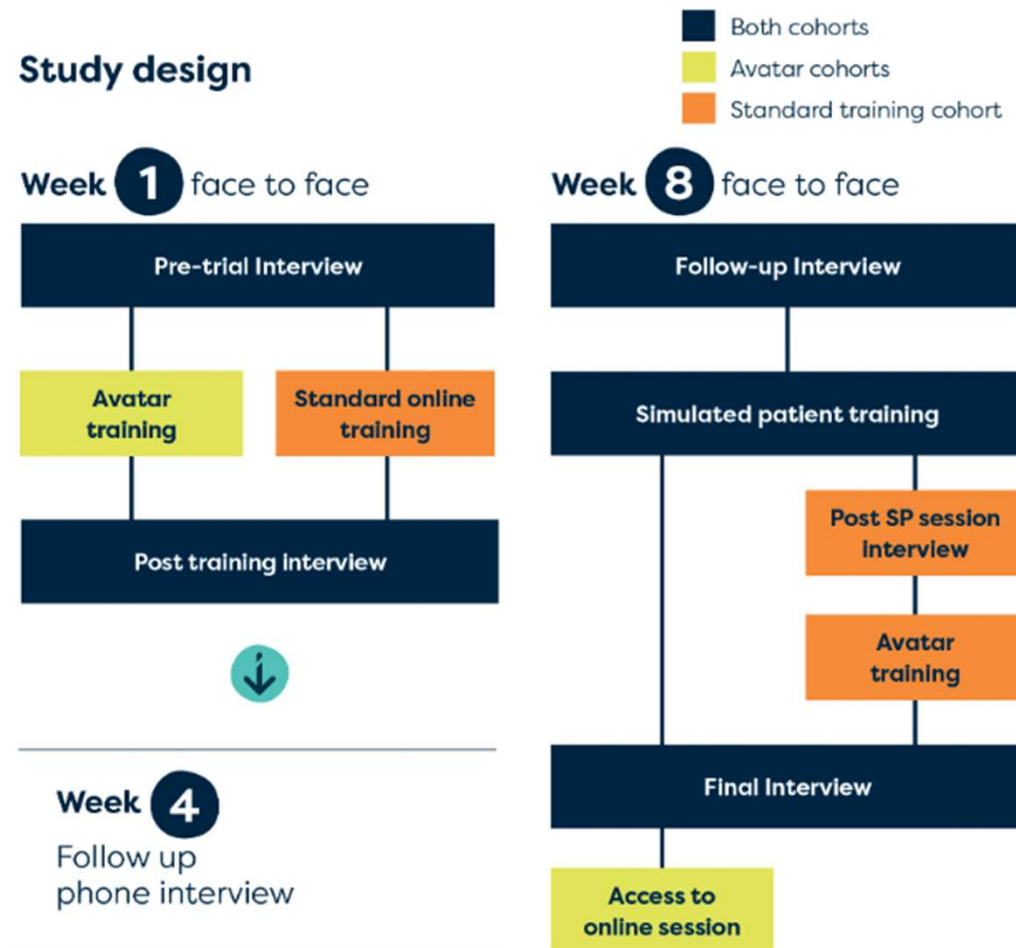 Study design
Both cohorts
Avatar cohorts
Standard training cohort
Week 1 face to face
Pre-trial Interview
Avatar
training
Standard online
training
Post training interview
Week 4
Follow up
phone interview
Week 8 face to face
Follow-up Interview
Simulated patient training
Post SP session
interview
Avatar
training
Final Interview
Access to
online session